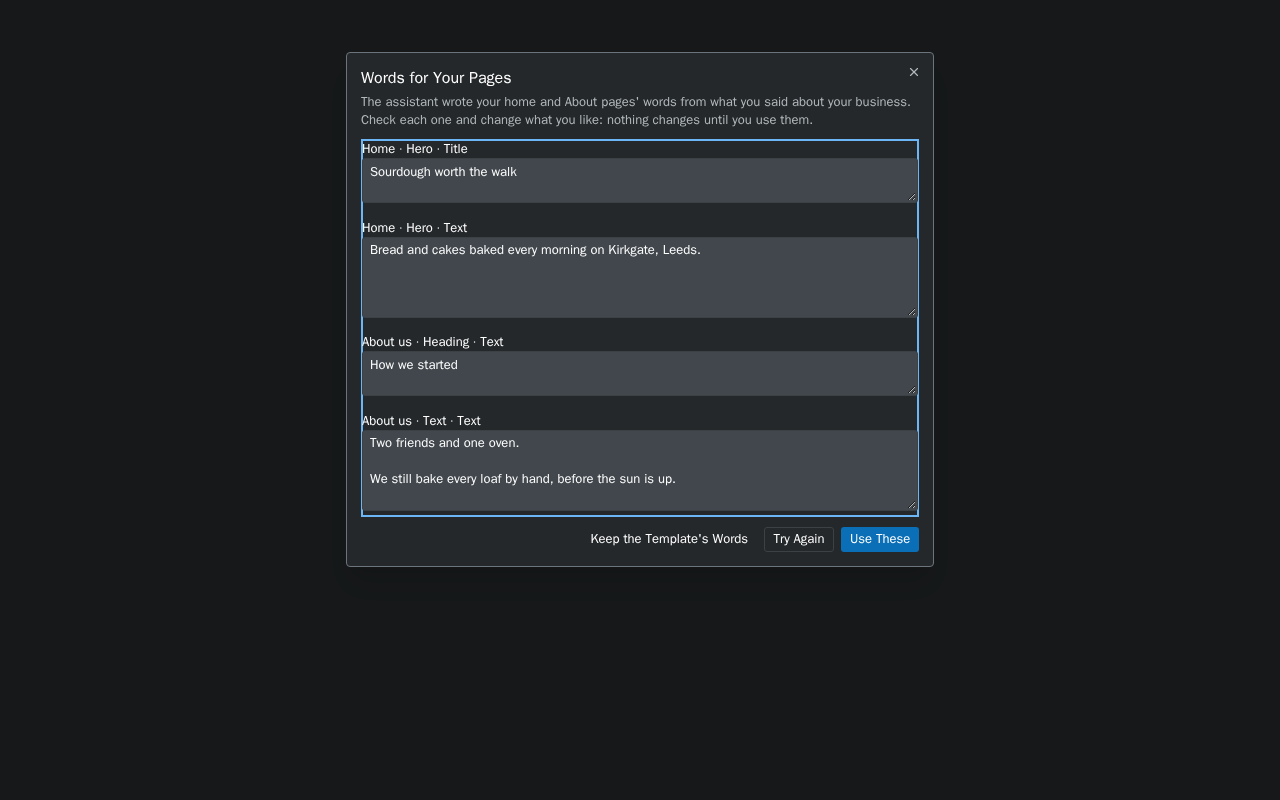 Words for Your Pages
The assistant wrote your home and About pages' words from what you said about your business.
Check each one and change what you like: nothing changes until you use them.
Home · Hero · Title
Sourdough worth the walk
Home · Hero · Text
Bread and cakes baked every morning on Kirkgate, Leeds.
About us · Heading · Text
How we started
About us · Text · Text
Two friends and one oven.
We still bake every loaf by hand, before the sun is up.
Keep the Template's Words
Try Again
Use These